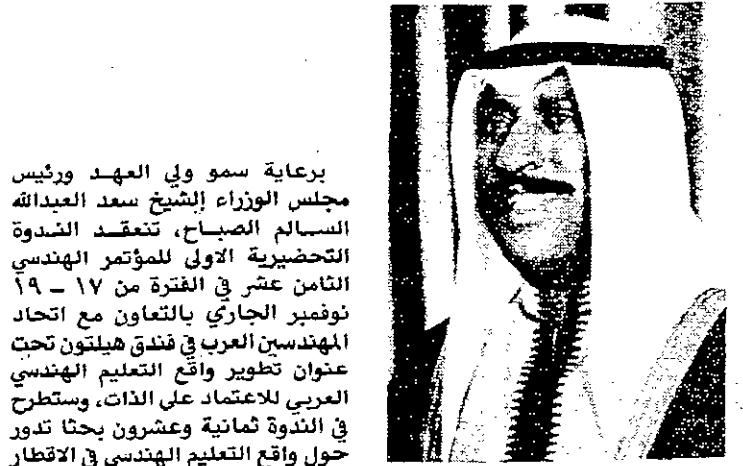 برعاية سمو ولي العهد ورئيس
مجلس الوزراء الشيخ سعد العبدالله
السالم الصباح، تنعقد الندوة
التحضيرية الاولى للمؤتمر الهندسي
الثامن عشر في الفترة من ١٧ - ١٩
نوفمبر الجاري بالتعاون مع اتحاد
المهندسين العرب في فندق هيلتون تحت
عنوان تطوير واقع التعليم الهندسي
العربي للاعتماد على الذات، وستطرح
في الندوة ثمانية وعشرون بحثا تدور
حول واقع التعليم الهندسي في الاقطار